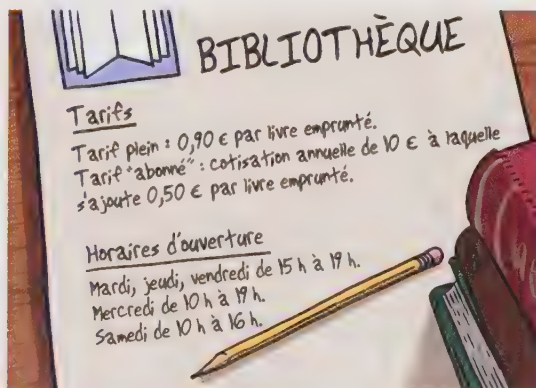 BIBLIOTHÈQUE
Tarifs
Tarif plein : 0,90 € par livre emprunté.
Tarif "abonné" : cotisation annuelle de 10 € à laquelle
s'ajoute 0,50 € par livre emprunté.
Horaires d'ouverture
Mardi, jeudi, vendredi de 15 h à 19 h.
Mercredi de 10 h à 19 h.
Samedi de 10 h à 16 h.